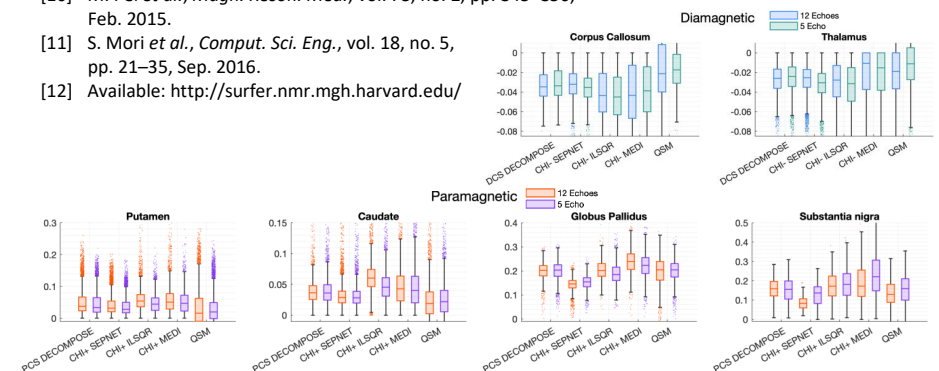 Feb. 2015.
[11] S. Mori et al., Comput. Sci. Eng., vol. 18, no. 5,
pp. 21–35, Sep. 2016.
[12] Available: http://surfer.nmr.mgh.harvard.edu/
Diamagnetic
12 Echoes
5 Echo
Corpus Callosum
0
-0.02
-0.04
-0.06
-0.08
DCS DECOMPOSE
CHI- SEPNET
CHI- ILSQR
CHI- MEDI
QSM
Thalamus
0
-0.02
-0.04
-0.06
-0.08
DCS DECOMPOSE
CHI- SEPNET
CHI- ILSQR
CHI- MEDI
QSM
Paramagnetic
12 Echoes
5 Echo
Putamen
0.3
0.2
0.1
0
PCS DECOMPOSE
CHI+ SEPNET
CHI+ ILSQR
CHI+ MEDI
QSM
Caudate
0.15
0.1
0.05
0
PCS DECOMPOSE
CHI+ SEPNET
CHI+ ILSQR
CHI+ MEDI
QSM
Globus Pallidus
0.4
0.3
0.2
0.1
0
PCS DECOMPOSE
CHI+ SEPNET
CHI+ ILSQR
CHI+ MEDI
QSM
Substantia nigra
0.5
0.4
0.3
0.2
0.1
0
PCS DECOMPOSE
CHI+ SEPNET
CHI+ ILSQR
CHI+ MEDI
QSM